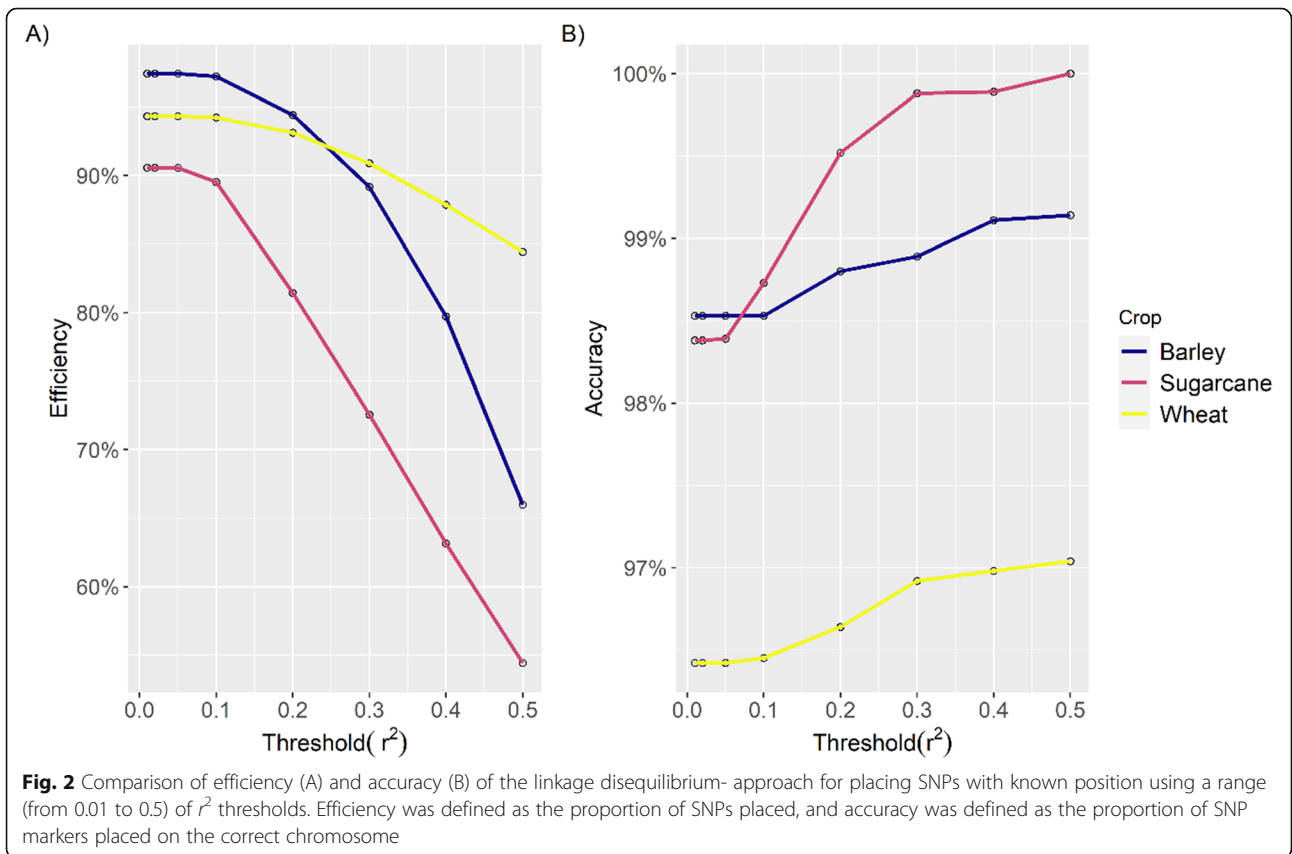 A)
B)
90%
80%
70%
60%
Efficiency
0.0 0.1 0.2 0.3 0.4 0.5
Threshold( r²)
100%
99%
98%
97%
Accuracy
0.0 0.1 0.2 0.3 0.4 0.5
Threshold(r²)
Crop
Barley
Sugarcane
Wheat
Fig. 2 Comparison of efficiency (A) and accuracy (B) of the linkage disequilibrium- approach for placing SNPs with known position using a range
(from 0.01 to 0.5) of r² thresholds. Efficiency was defined as the proportion of SNPs placed, and accuracy was defined as the proportion of SNP
markers placed on the correct chromosome